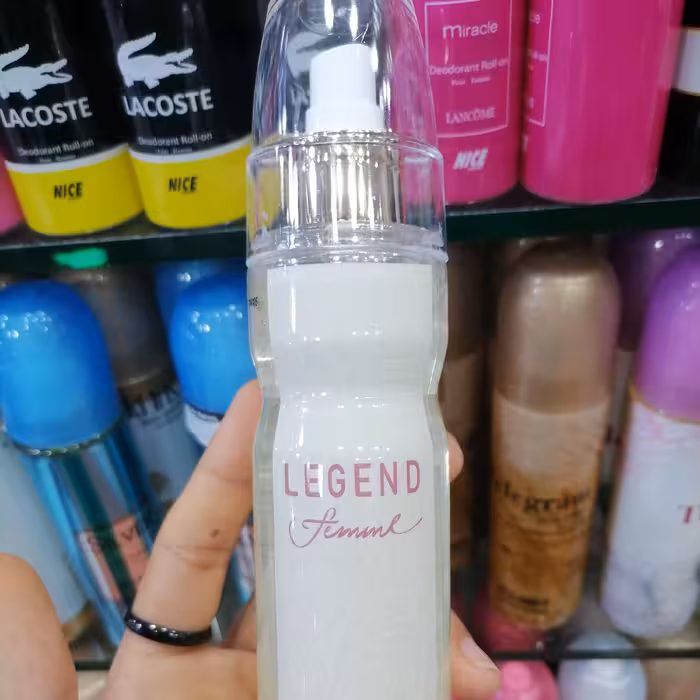 LACOSTE
Deodorant Roll-on
NICE
LACOSTE
Deodorant Roll-on
NICE
miracle
Deodorant Roll-on
LANCÔME
NICE
LEGEND
femme